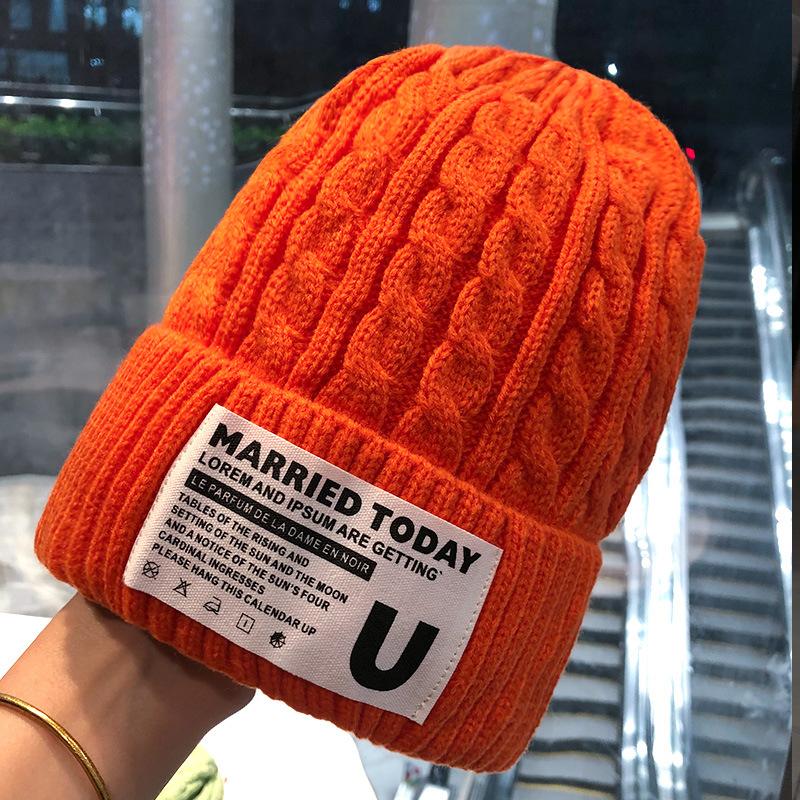 MARRIED TODAY
LOREM AND IPSUM ARE GETTING`
LE PARFUM DE LA DAME EN NOIR
TABLES OF THE RISING AND
SETTING OF THE SUN AND THE MOON
AND A NOTICE OF THE SUN'S FOUR
CARDINAL INGRESSES
PLEASE HANG THIS CALENDAR UP
U